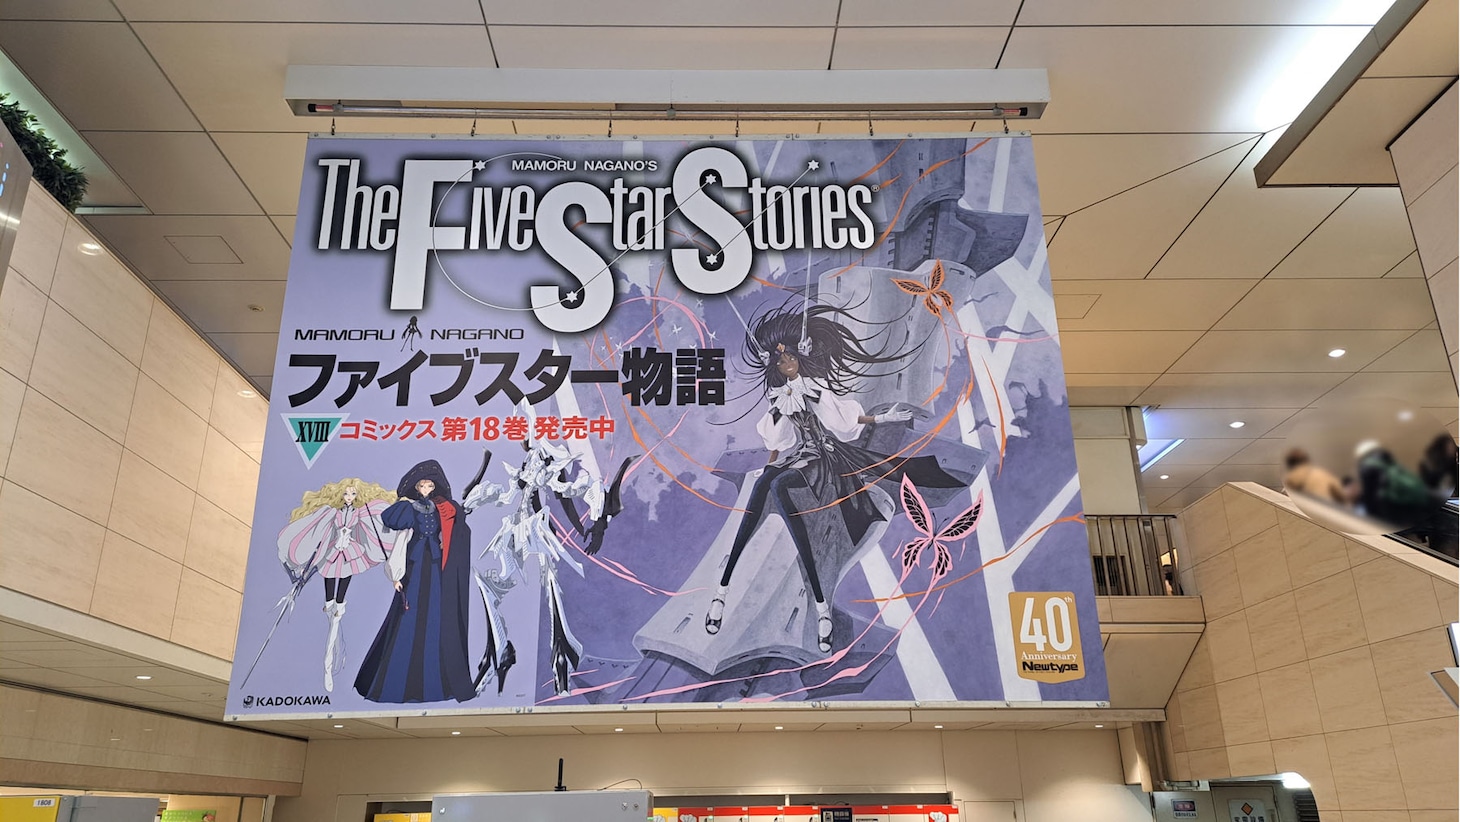 MAMORU NAGANO'S
The Five Star Stories®
MAMORU NAGANO
ファイブスター物語
XVIII コミックス 第18巻 発売中
40th
Anniversary
Newtype
KADOKAWA
1808